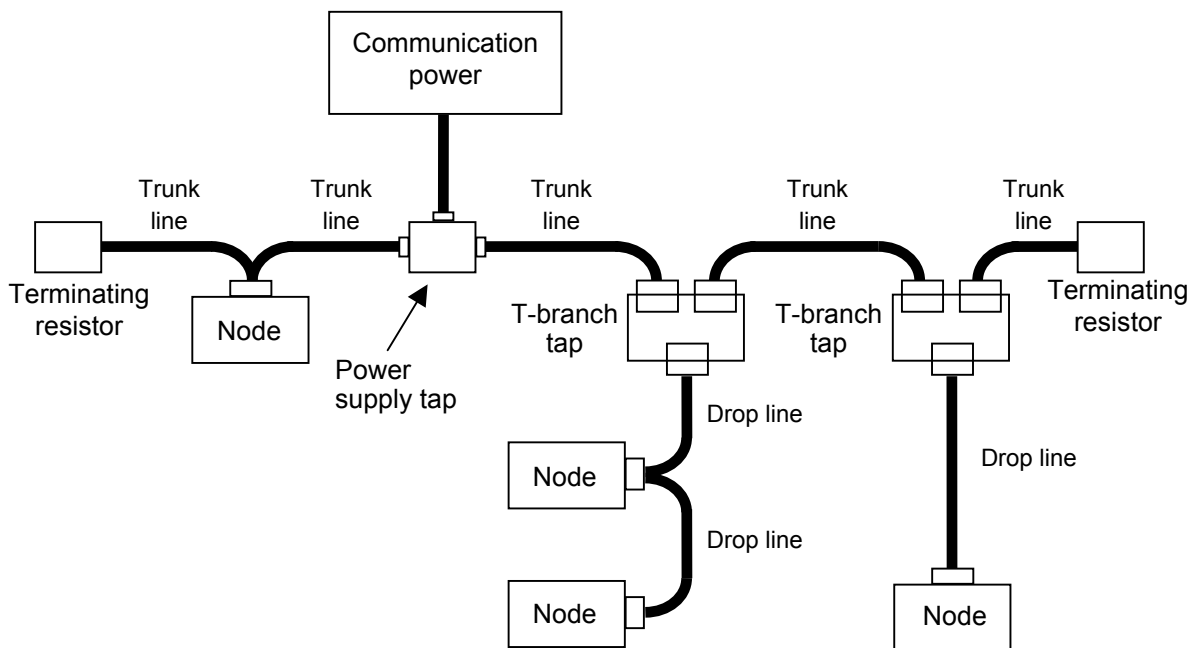 Communication
power
Trunk
line
Trunk
line
Trunk
line
Trunk
line
Trunk
line
Terminating
resistor
Node
Power
supply tap
T-branch
tap
T-branch
tap
Terminating
resistor
Drop line
Node
Drop line
Node
Drop line
Node